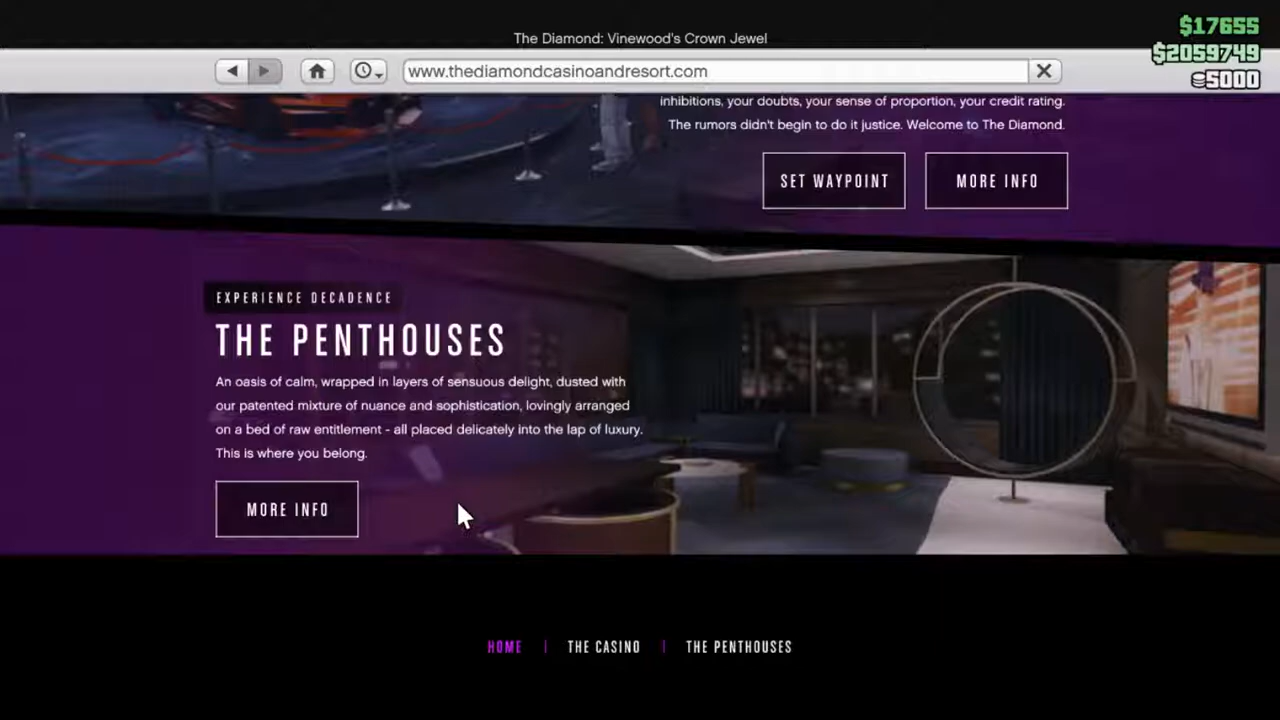 The Diamond: Vinewood's Crown Jewel
$17655
$2059749
5000
www.thediamondcasinoandresort.com
inhibitions, your doubts, your sense of proportion, your credit rating.
The rumors didn't begin to do it justice. Welcome to The Diamond.
SET WAYPOINT
MORE INFO
EXPERIENCE DECADENCE
THE PENTHOUSES
An oasis of calm, wrapped in layers of sensuous delight, dusted with
our patented mixture of nuance and sophistication, lovingly arranged
on a bed of raw entitlement - all placed delicately into the lap of luxury.
This is where you belong.
MORE INFO
HOME | THE CASINO | THE PENTHOUSES